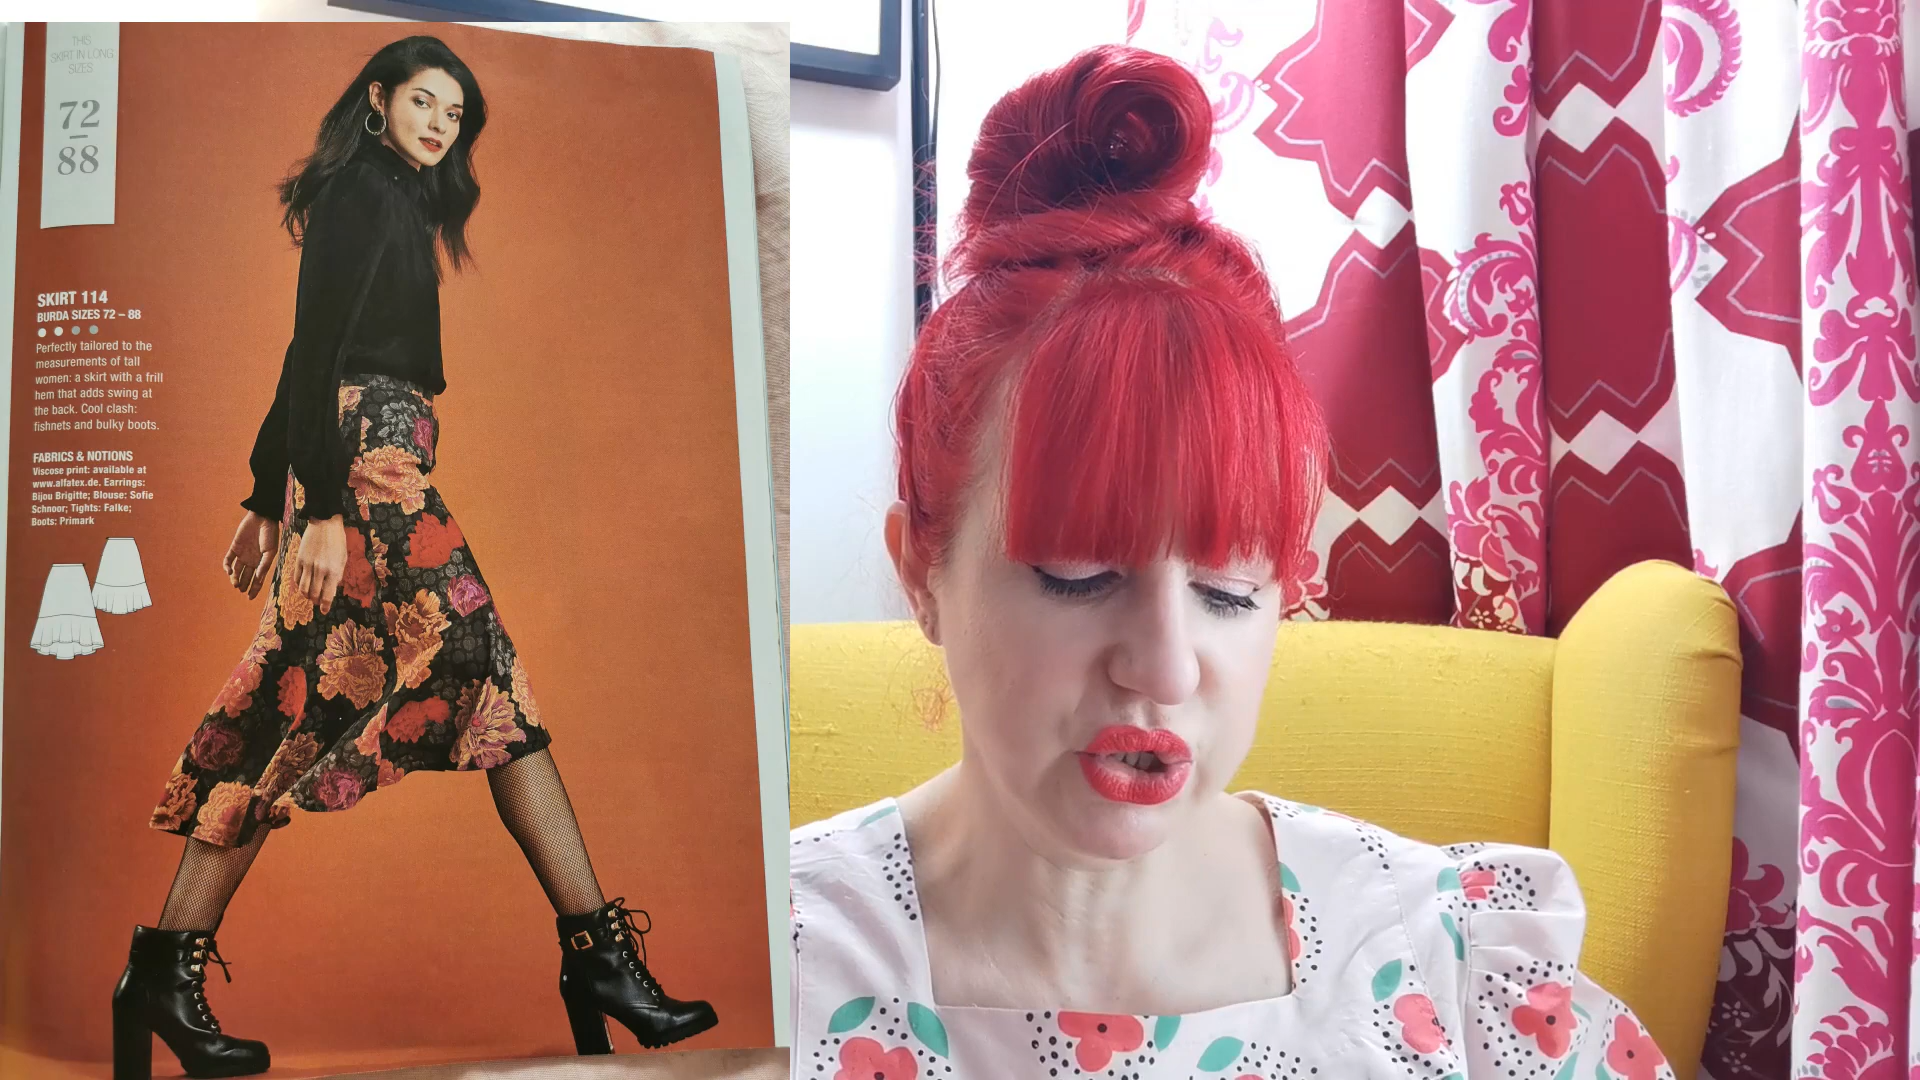 THIS
SKIRT IN LONG
SIZES
72
88
SKIRT 114
BURDA SIZES 72 – 88
Perfectly tailored to the
measurements of tall
women: a skirt with a frill
hem that adds swing at
the back. Cool clash:
fishnets and bulky boots.
FABRICS & NOTIONS
Viscose print: available at
www.alfatex.de. Earrings:
Bijou Brigitte; Blouse: Sofie
Schnoor; Tights: Falke;
Boots: Primark